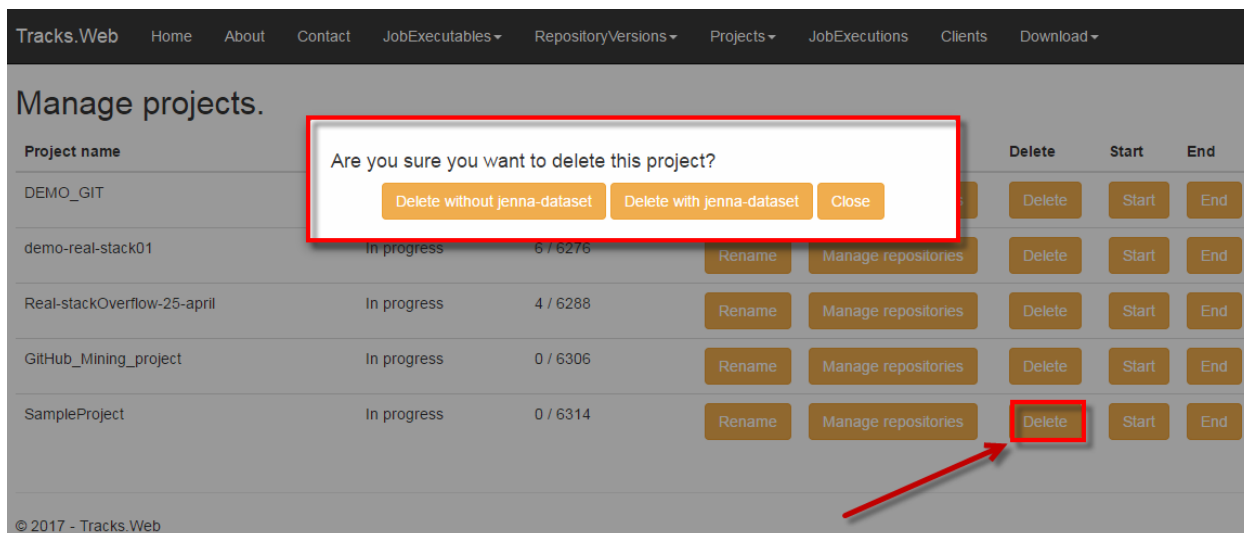 Tracks.Web Home About Contact JobExecutables RepositoryVersions Projects JobExecutions Clients Download
Manage projects.
Project name Delete Start End
Are you sure you want to delete this project?
Delete without jenna-dataset Delete with jenna-dataset Close
DEMO_GIT Delete Start End
demo-real-stack01 In progress 6 / 6276 Rename Manage repositories Delete Start End
Real-stackOverflow-25-april In progress 4 / 6288 Rename Manage repositories Delete Start End
GitHub_Mining_project In progress 0 / 6306 Rename Manage repositories Delete Start End
SampleProject In progress 0 / 6314 Rename Manage repositories Delete Start End
© 2017 - Tracks.Web